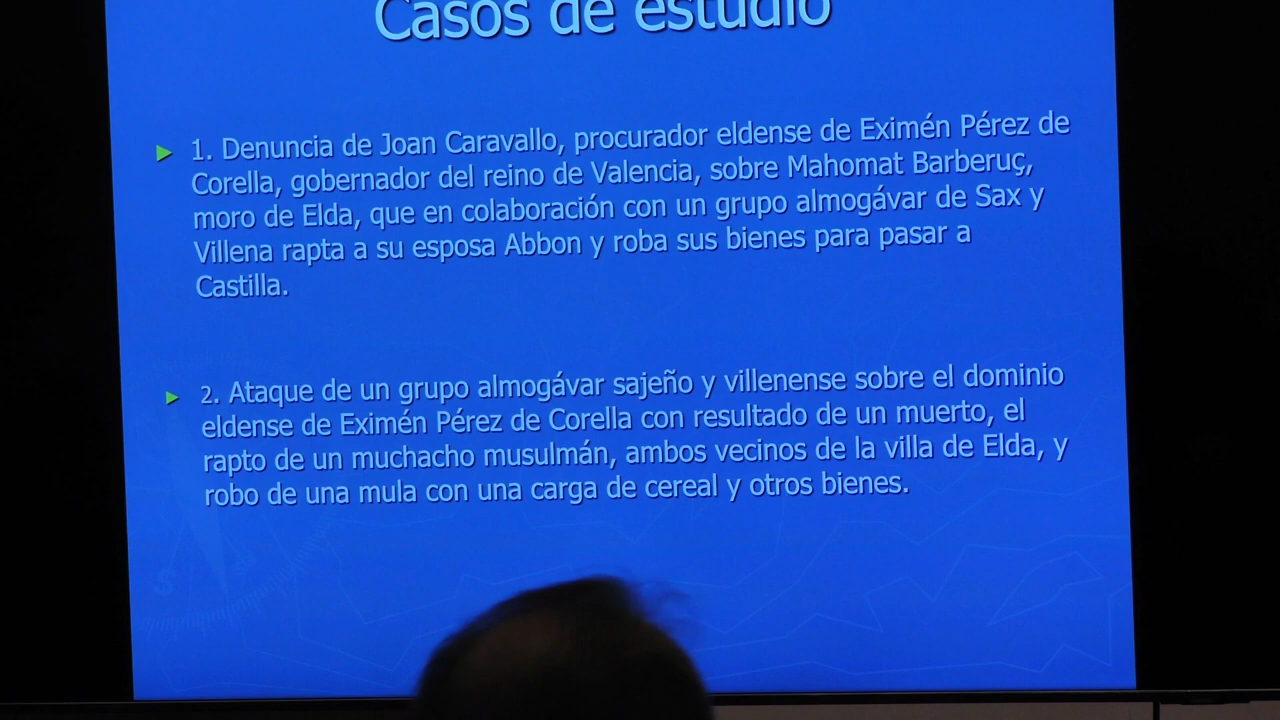 Casos de estudio
1. Denuncia de Joan Caravallo, procurador eldense de Eximén Pérez de
Corella, gobernador del reino de Valencia, sobre Mahomat Barberuç,
moro de Elda, que en colaboración con un grupo almogávar de Sax y
Villena rapta a su esposa Abbon y roba sus bienes para pasar a
Castilla.
2. Ataque de un grupo almogávar sajeño y villenense sobre el dominio
eldense de Eximén Pérez de Corella con resultado de un muerto, el
rapto de un muchacho musulmán, ambos vecinos de la villa de Elda, y
robo de una mula con una carga de cereal y otros bienes.